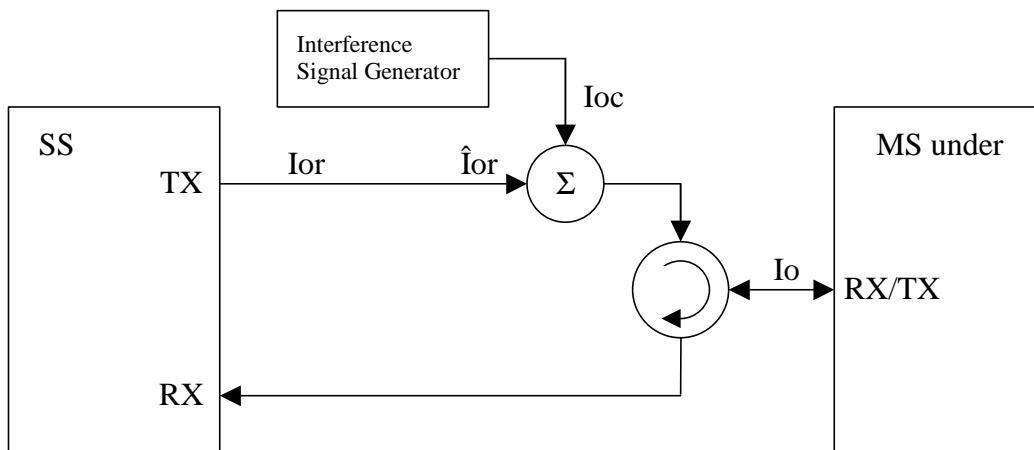 Interference
Signal Generator
Ioc
SS
MS under
TX
Ior
Îor
Σ
Io
RX/TX
RX